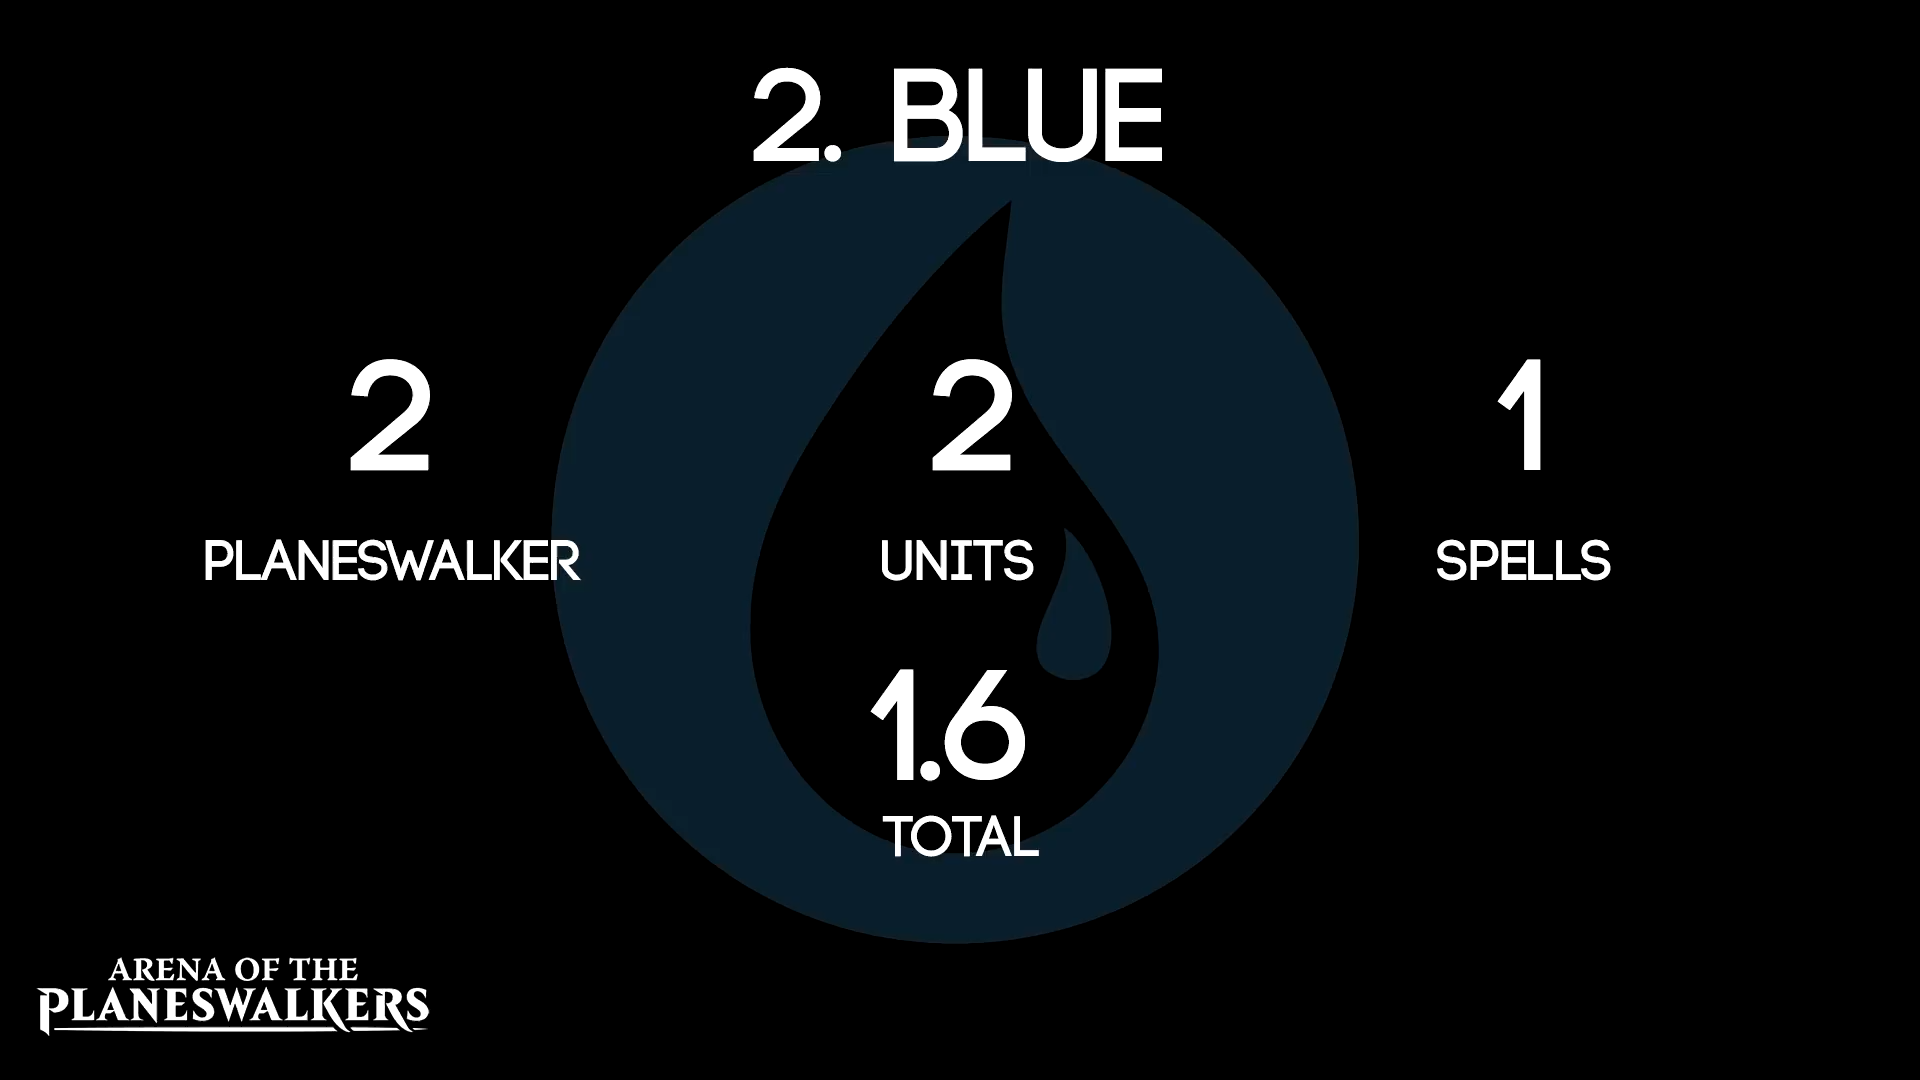 2. BLUE
2
2
1
PLANESWALKER
UNITS
SPELLS
1.6
TOTAL
ARENA OF THE
PLANESWALKERS